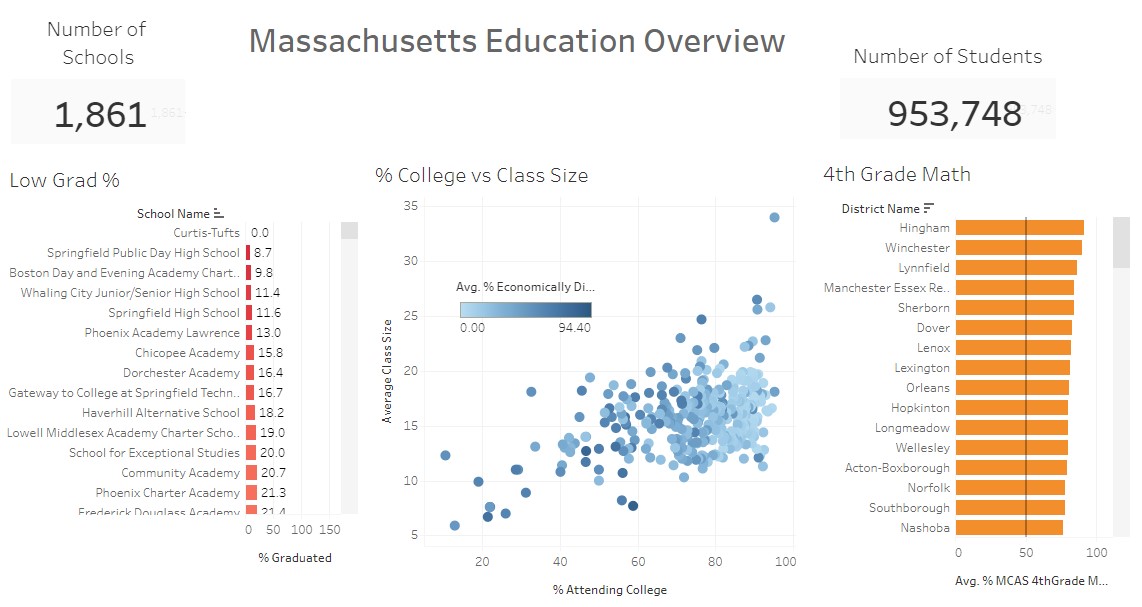 Number of
Schools
Massachusetts Education Overview
Number of Students
1,861
953,748
Low Grad %
% College vs Class Size
4th Grade Math
School Name
Curtis-Tufts 0.0
Springfield Public Day High School 8.7
Boston Day and Evening Academy Chart.. 9.8
Whaling City Junior/Senior High School 11.4
Springfield High School 11.6
Phoenix Academy Lawrence 13.0
Chicopee Academy 15.8
Dorchester Academy 16.4
Gateway to College at Springfield Techn.. 16.7
Haverhill Alternative School 18.2
Lowell Middlesex Academy Charter Scho.. 19.0
School for Exceptional Studies 20.0
Community Academy 20.7
Phoenix Charter Academy 21.3
Frederick Douglass Academy 21.4
0 50 100 150
% Graduated
35
30
25
20
15
10
5
Average Class Size
Avg. % Economically Di...
0.00 94.40
20 40 60 80 100
% Attending College
District Name
Hingham
Winchester
Lynnfield
Manchester Essex Re..
Sherborn
Dover
Lenox
Lexington
Orleans
Hopkinton
Longmeadow
Wellesley
Acton-Boxborough
Norfolk
Southborough
Nashoba
0 50 100
Avg. % MCAS 4thGrade M...